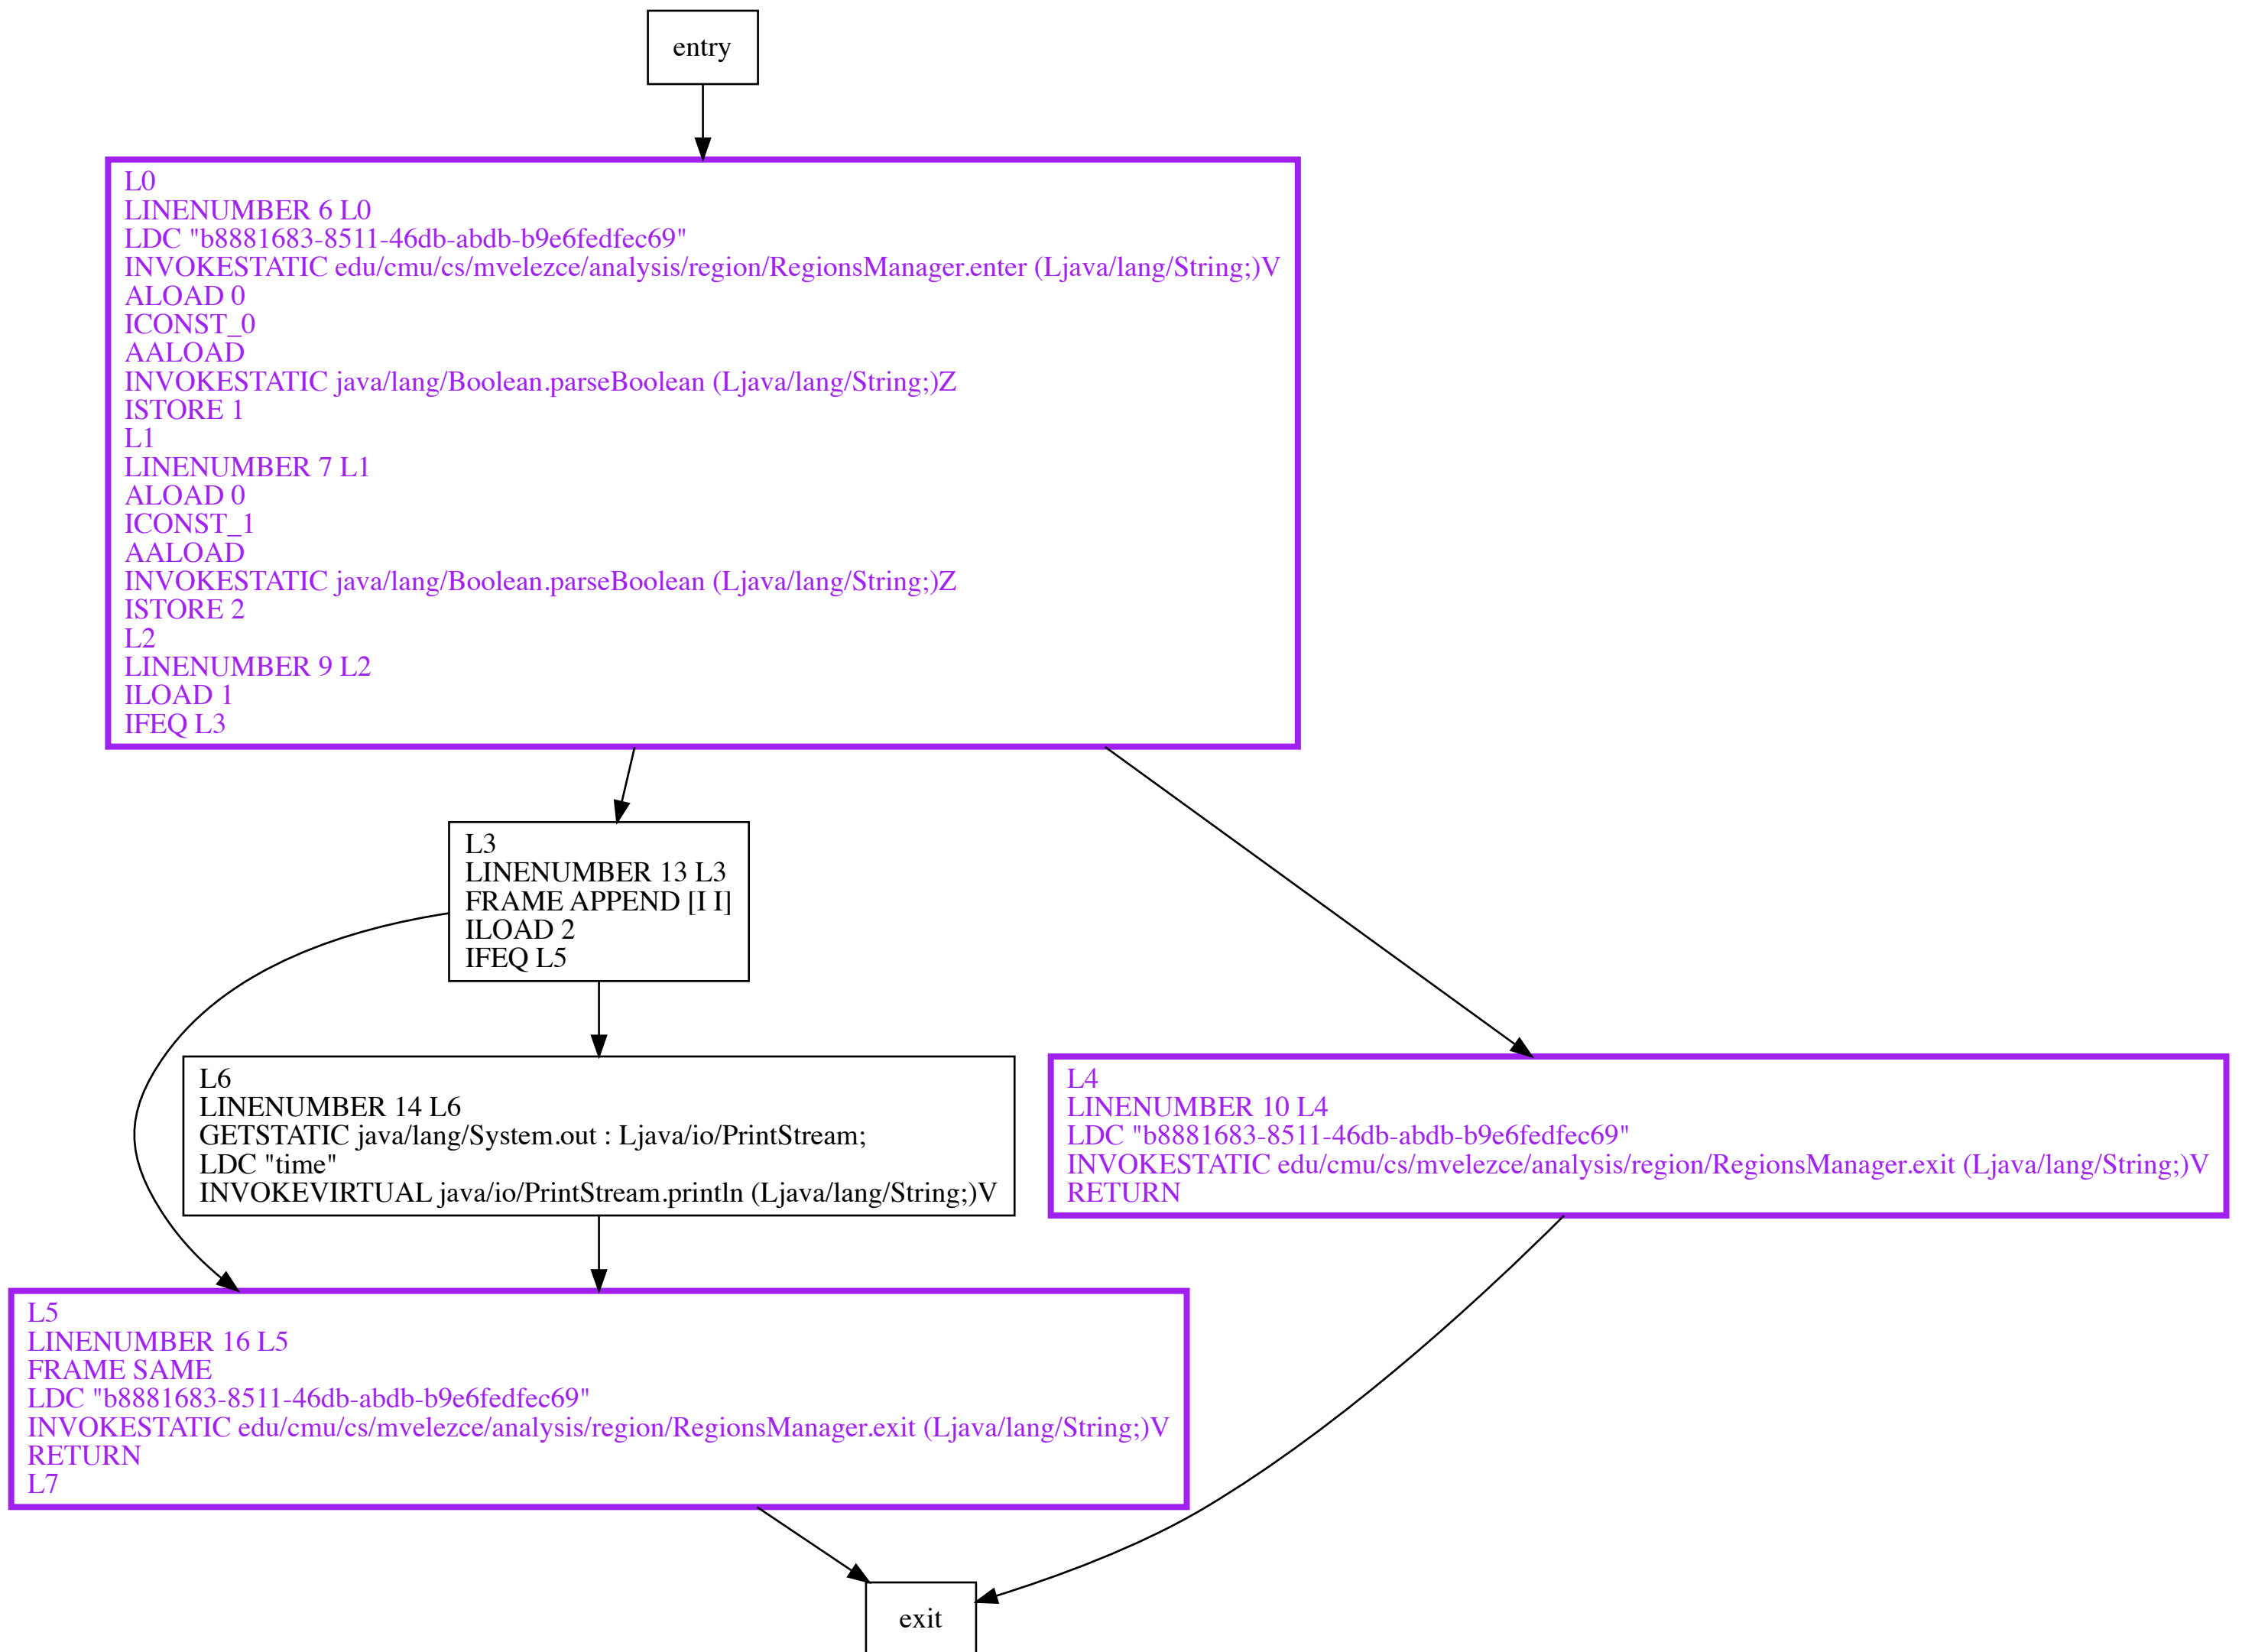 entry
L0
LINENUMBER 6 L0
LDC "b8881683-8511-46db-abdb-b9e6fedfec69"
INVOKESTATIC edu/cmu/cs/mvelezce/analysis/region/RegionsManager.enter (Ljava/lang/String;)V
ALOAD 0
ICONST_0
AALOAD
INVOKESTATIC java/lang/Boolean.parseBoolean (Ljava/lang/String;)Z
ISTORE 1
L1
LINENUMBER 7 L1
ALOAD 0
ICONST_1
AALOAD
INVOKESTATIC java/lang/Boolean.parseBoolean (Ljava/lang/String;)Z
ISTORE 2
L2
LINENUMBER 9 L2
ILOAD 1
IFEQ L3
L3
LINENUMBER 13 L3
FRAME APPEND [I I]
ILOAD 2
IFEQ L5
L6
LINENUMBER 14 L6
GETSTATIC java/lang/System.out : Ljava/io/PrintStream;
LDC "time"
INVOKEVIRTUAL java/io/PrintStream.println (Ljava/lang/String;)V
L4
LINENUMBER 10 L4
LDC "b8881683-8511-46db-abdb-b9e6fedfec69"
INVOKESTATIC edu/cmu/cs/mvelezce/analysis/region/RegionsManager.exit (Ljava/lang/String;)V
RETURN
L5
LINENUMBER 16 L5
FRAME SAME
LDC "b8881683-8511-46db-abdb-b9e6fedfec69"
INVOKESTATIC edu/cmu/cs/mvelezce/analysis/region/RegionsManager.exit (Ljava/lang/String;)V
RETURN
L7
exit